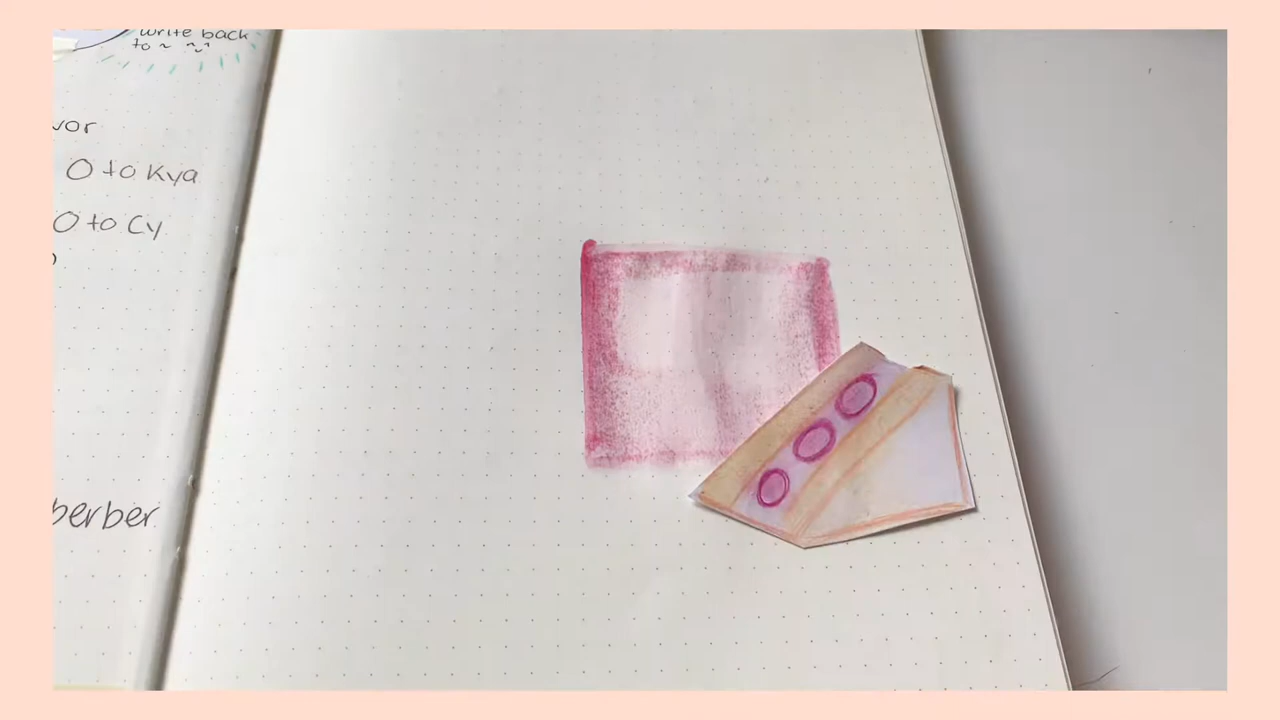 write back
to ~
vor
O to Kya
O to Cy
berber